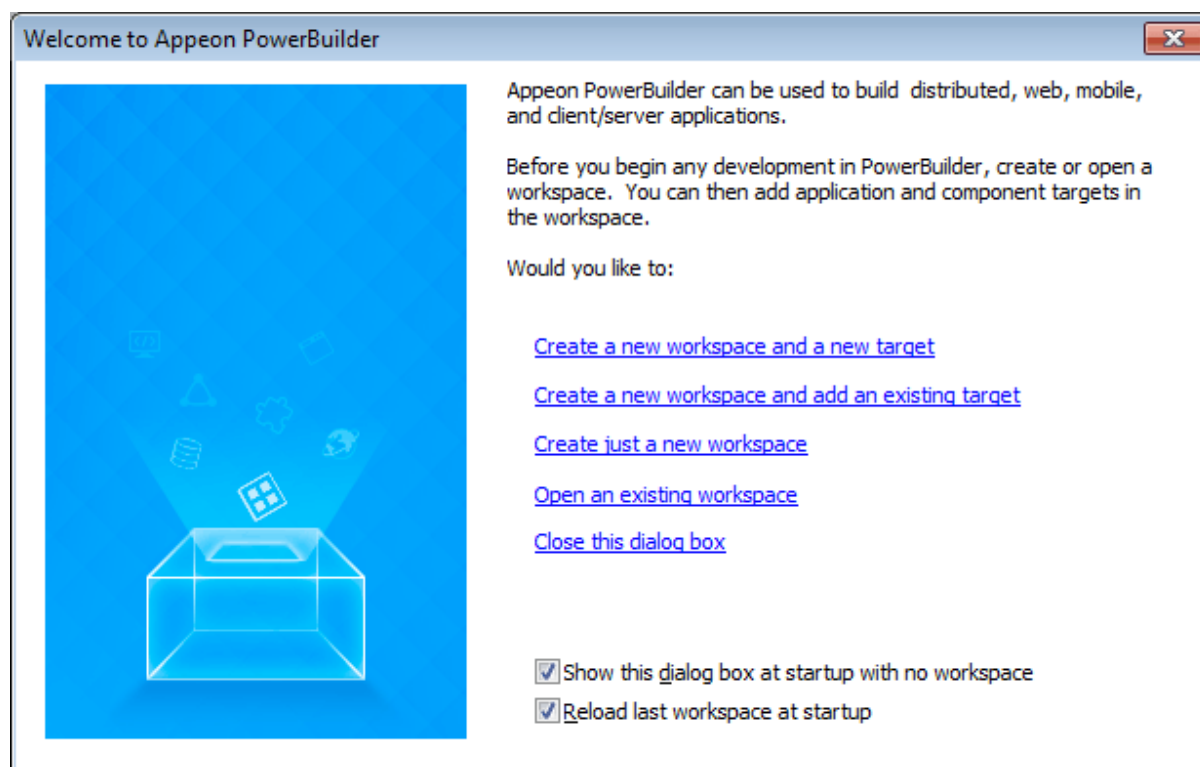 Welcome to Appeon PowerBuilder
Appeon PowerBuilder can be used to build distributed, web, mobile,
and client/server applications.
Before you begin any development in PowerBuilder, create or open a
workspace. You can then add application and component targets in
the workspace.
Would you like to:
Create a new workspace and a new target
Create a new workspace and add an existing target
Create just a new workspace
Open an existing workspace
Close this dialog box
Show this dialog box at startup with no workspace
Reload last workspace at startup